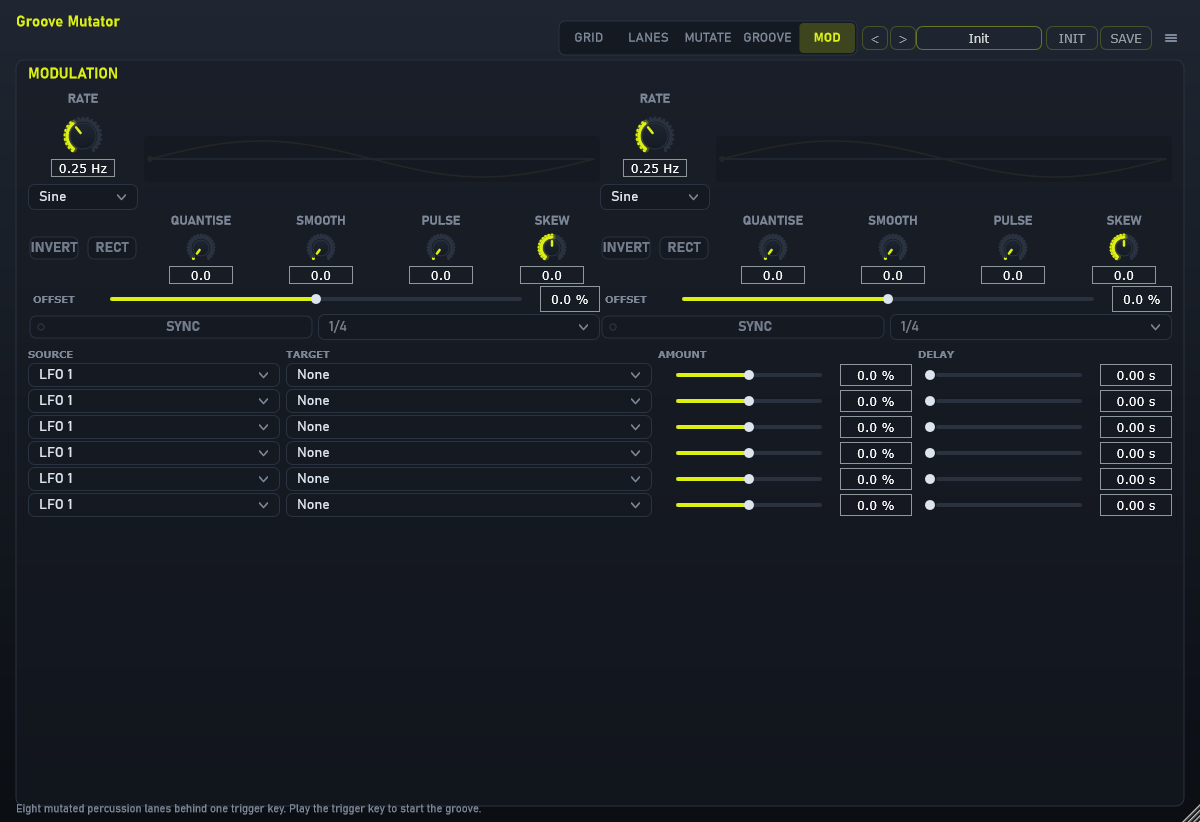 Groove Mutator
GRID LANES MUTATE GROOVE MOD < > Init INIT SAVE
MODULATION
RATE RATE
0.25 Hz 0.25 Hz
Sine Sine
QUANTISE SMOOTH PULSE SKEW QUANTISE SMOOTH PULSE SKEW
INVERT RECT INVERT RECT
0.0 0.0 0.0 0.0 0.0 0.0 0.0 0.0
OFFSET 0.0 % OFFSET 0.0 %
SYNC 1/4 SYNC 1/4
SOURCE TARGET AMOUNT DELAY
LFO 1 None 0.0 % 0.00 s
LFO 1 None 0.0 % 0.00 s
LFO 1 None 0.0 % 0.00 s
LFO 1 None 0.0 % 0.00 s
LFO 1 None 0.0 % 0.00 s
LFO 1 None 0.0 % 0.00 s
Eight mutated percussion lanes behind one trigger key. Play the trigger key to start the groove.